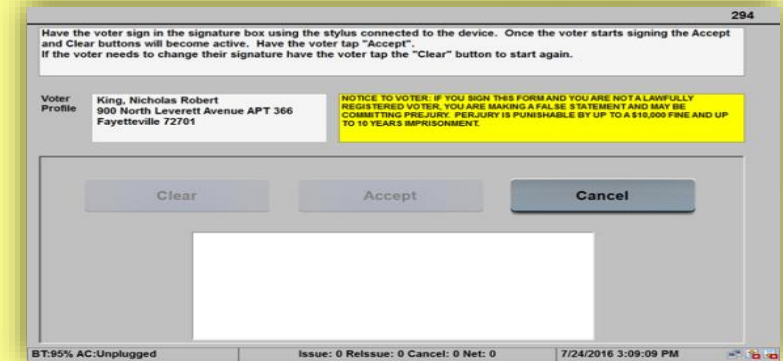 294
Have the voter sign in the signature box using the stylus connected to the device. Once the voter starts signing the Accept
and Clear buttons will become active. Have the voter tap "Accept".
If the voter needs to change their signature have the voter tap the "Clear" button to start again.
Voter
Profile
King, Nicholas Robert
900 North Leverett Avenue APT 366
Fayetteville 72701
NOTICE TO VOTER: IF YOU SIGN THIS FORM AND YOU ARE NOT A LAWFULLY
REGISTERED VOTER, YOU ARE MAKING A FALSE STATEMENT AND MAY BE
COMMITTING PREJURY. PERJURY IS PUNISHABLE BY UP TO A $10,000 FINE AND UP
TO 10 YEARS IMPRISONMENT.
Clear Accept Cancel
BT:95% AC:Unplugged Issue: 0 ReIssue: 0 Cancel: 0 Net: 0 7/24/2016 3:09:09 PM